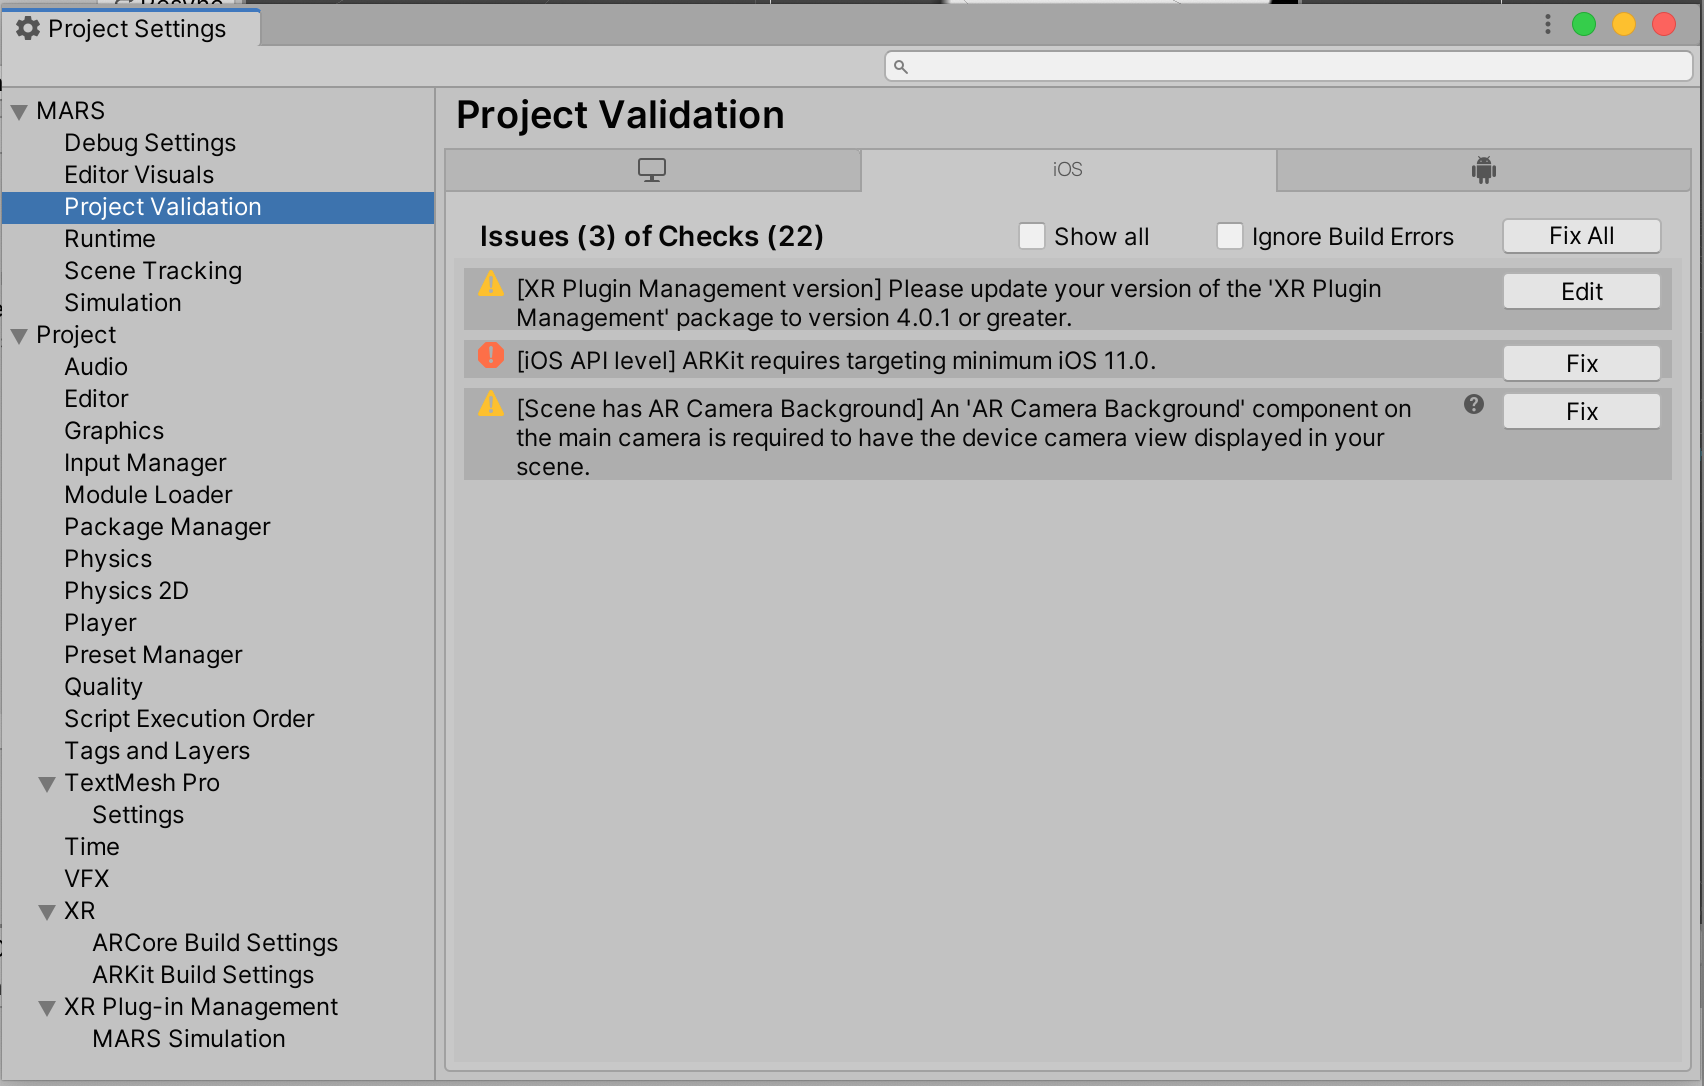 Project Settings
MARS
Debug Settings
Editor Visuals
Project Validation
Runtime
Scene Tracking
Simulation
Project
Audio
Editor
Graphics
Input Manager
Module Loader
Package Manager
Physics
Physics 2D
Player
Preset Manager
Quality
Script Execution Order
Tags and Layers
TextMesh Pro
Settings
Time
VFX
XR
ARCore Build Settings
ARKit Build Settings
XR Plug-in Management
MARS Simulation
Project Validation
iOS
Issues (3) of Checks (22)
Show all
Ignore Build Errors
Fix All
[XR Plugin Management version] Please update your version of the 'XR Plugin
Management' package to version 4.0.1 or greater.
Edit
[iOS API level] ARKit requires targeting minimum iOS 11.0.
Fix
[Scene has AR Camera Background] An 'AR Camera Background' component on
the main camera is required to have the device camera view displayed in your
scene.
Fix